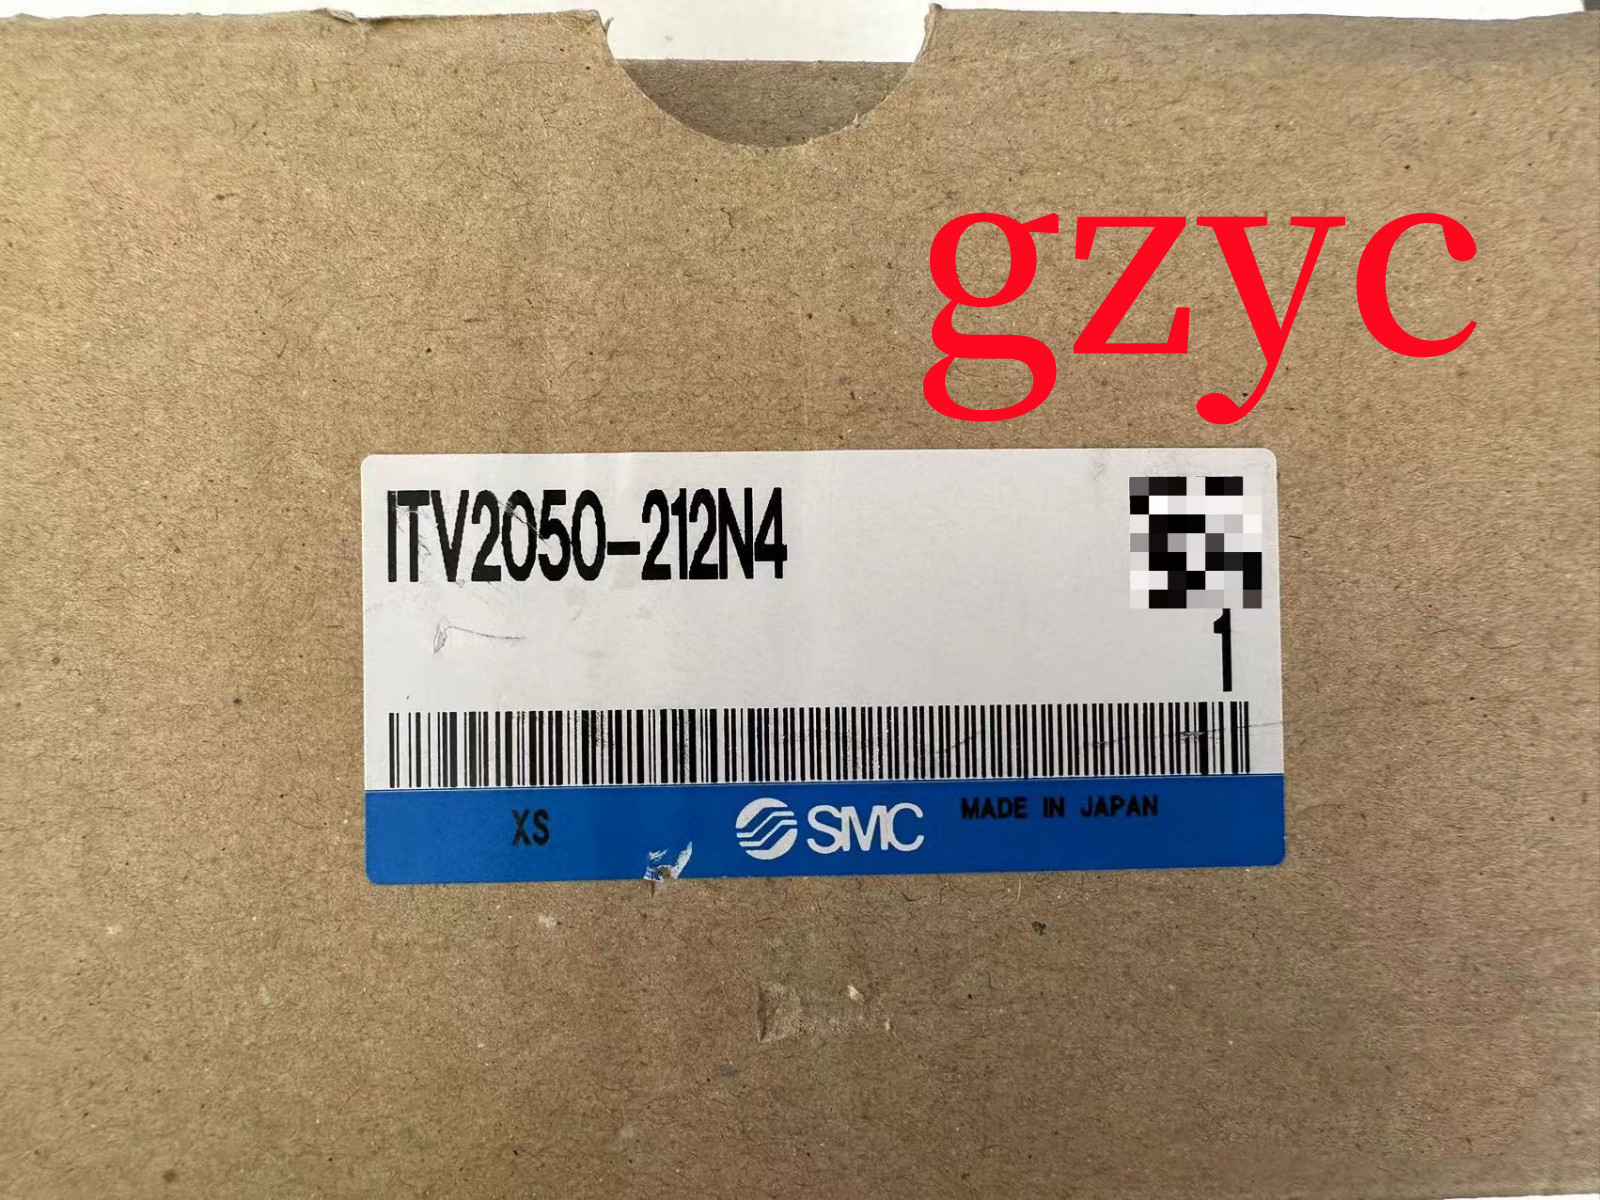 gzyc
ITV2050-212N4
1
XS
SMC
MADE IN JAPAN